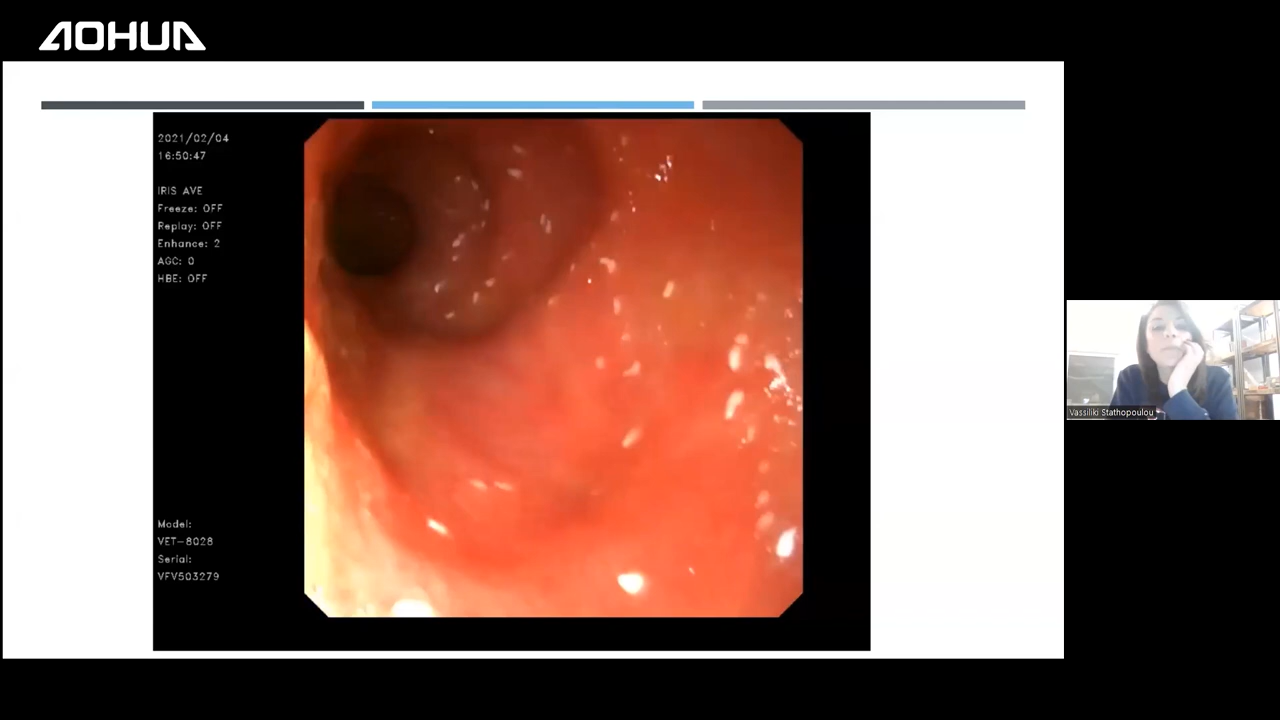 AOHUA
2021/02/04
16:50:47
IRIS AVE
Freeze: OFF
Replay: OFF
Enhance: 2
AGC: 0
HBE: OFF
Model:
VET-8028
Serial:
VFV503279
Vassiliki Stathopoulou